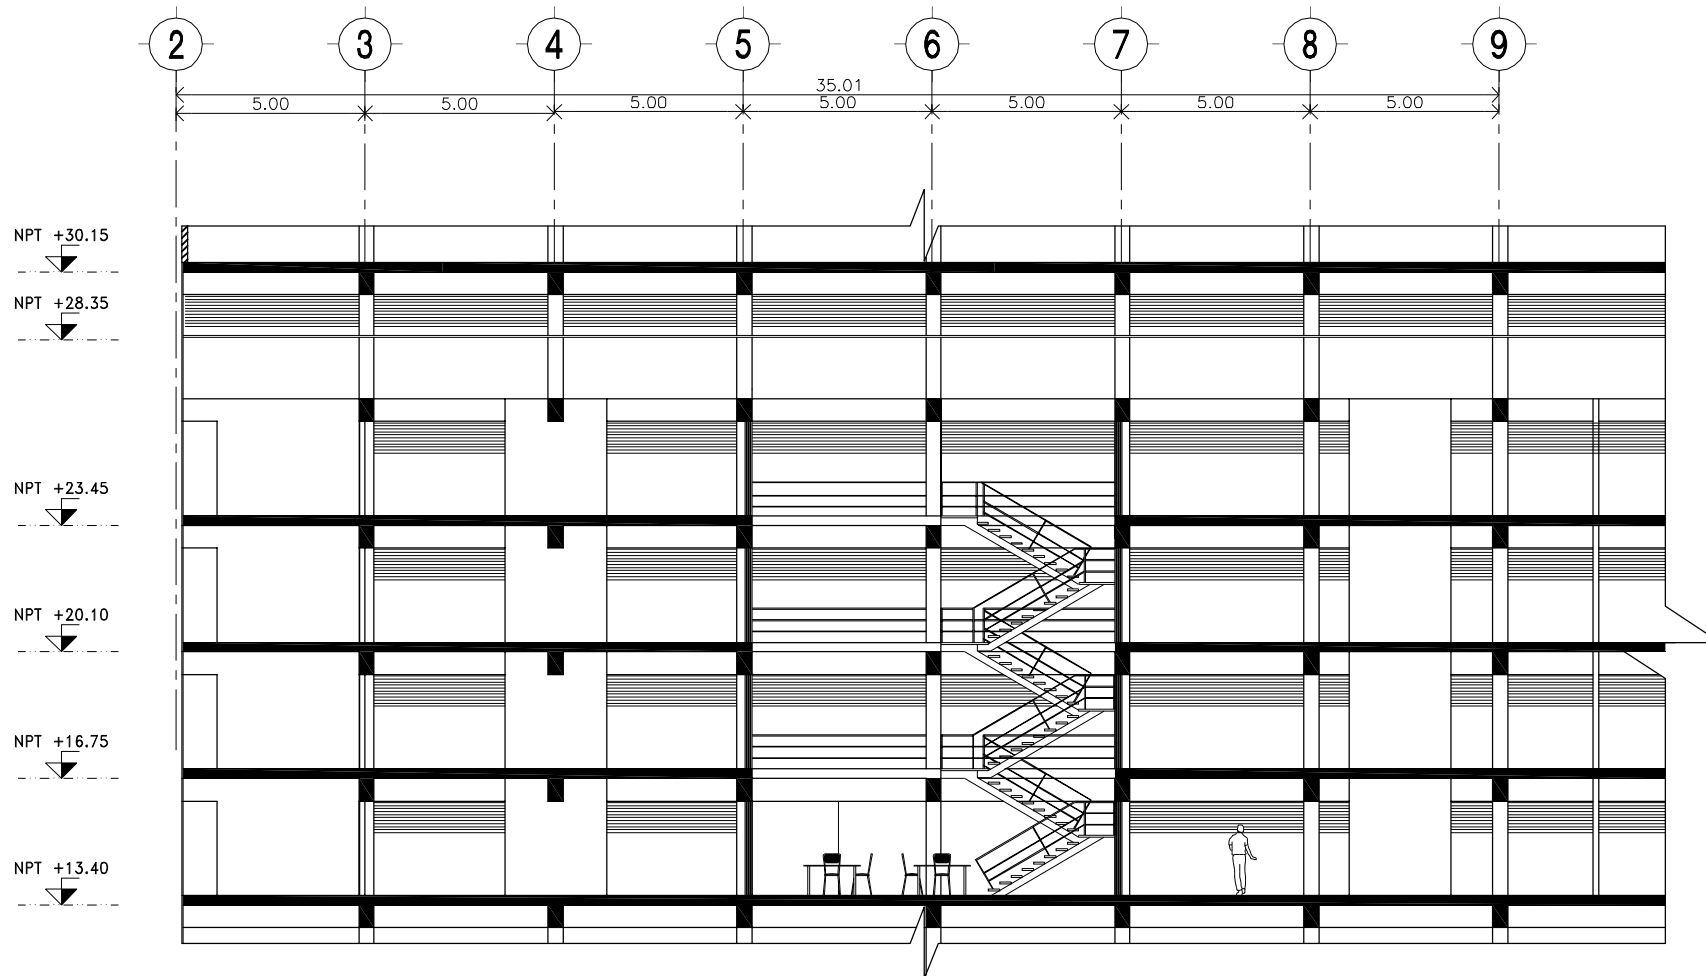 2 3 4 5 6 7 8 9
35.01
5.00 5.00 5.00 5.00 5.00 5.00 5.00
NPT +30.15
NPT +28.35
NPT +23.45
NPT +20.10
NPT +16.75
NPT +13.40